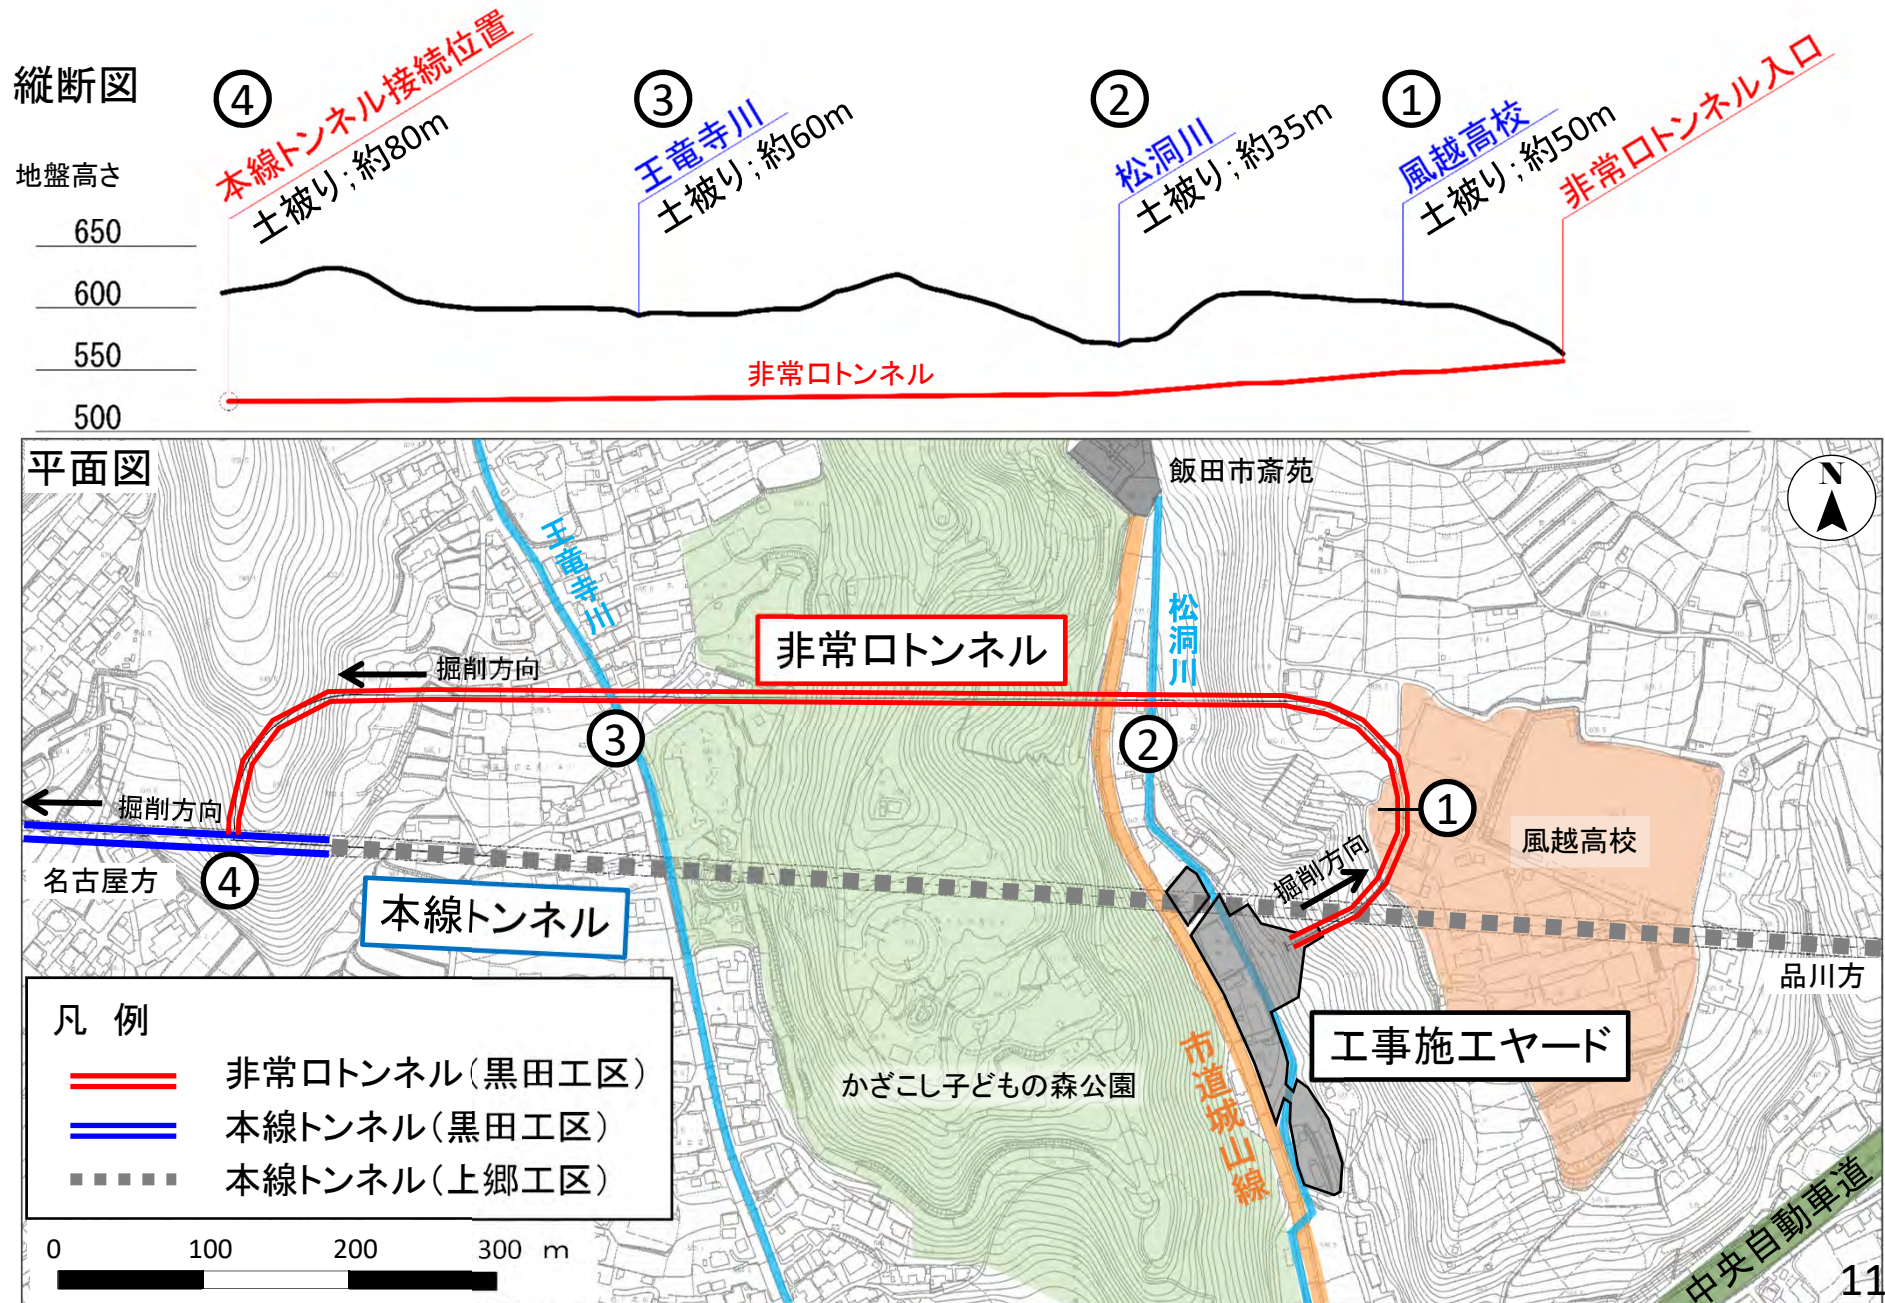 縦断図
④
本線トンネル接続位置
土被り;約80m
③
王竜寺川
土被り;約60m
②
松洞川
土被り;約35m
①
風越高校
土被り;約50m
非常口トンネル入口
地盤高さ
650
600
550
500
非常口トンネル
平面図
飯田市斎苑
N
王竜寺川
松洞川
非常口トンネル
掘削方向
③
②
①
掘削方向
掘削方向
風越高校
名古屋方
④
本線トンネル
品川方
工事施工ヤード
市道城山線
かざこし子どもの森公園
中央自動車道
凡 例
非常口トンネル(黒田工区)
本線トンネル(黒田工区)
本線トンネル(上郷工区)
0 100 200 300 m
11